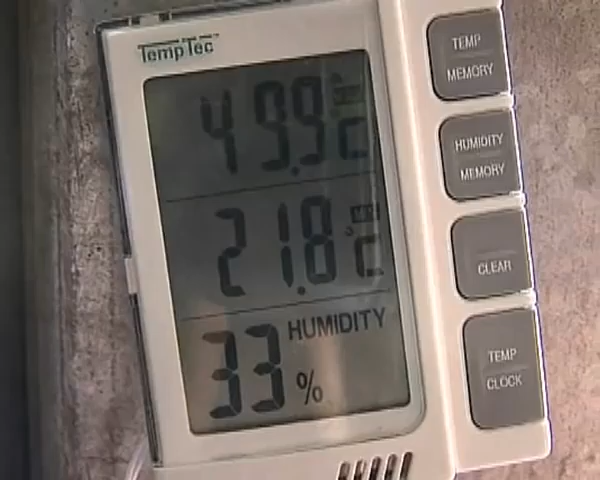 TempTec
49.9°C
21.8°C
HUMIDITY
33%
TEMP
MEMORY
HUMIDITY
MEMORY
CLEAR
TEMP
CLOCK